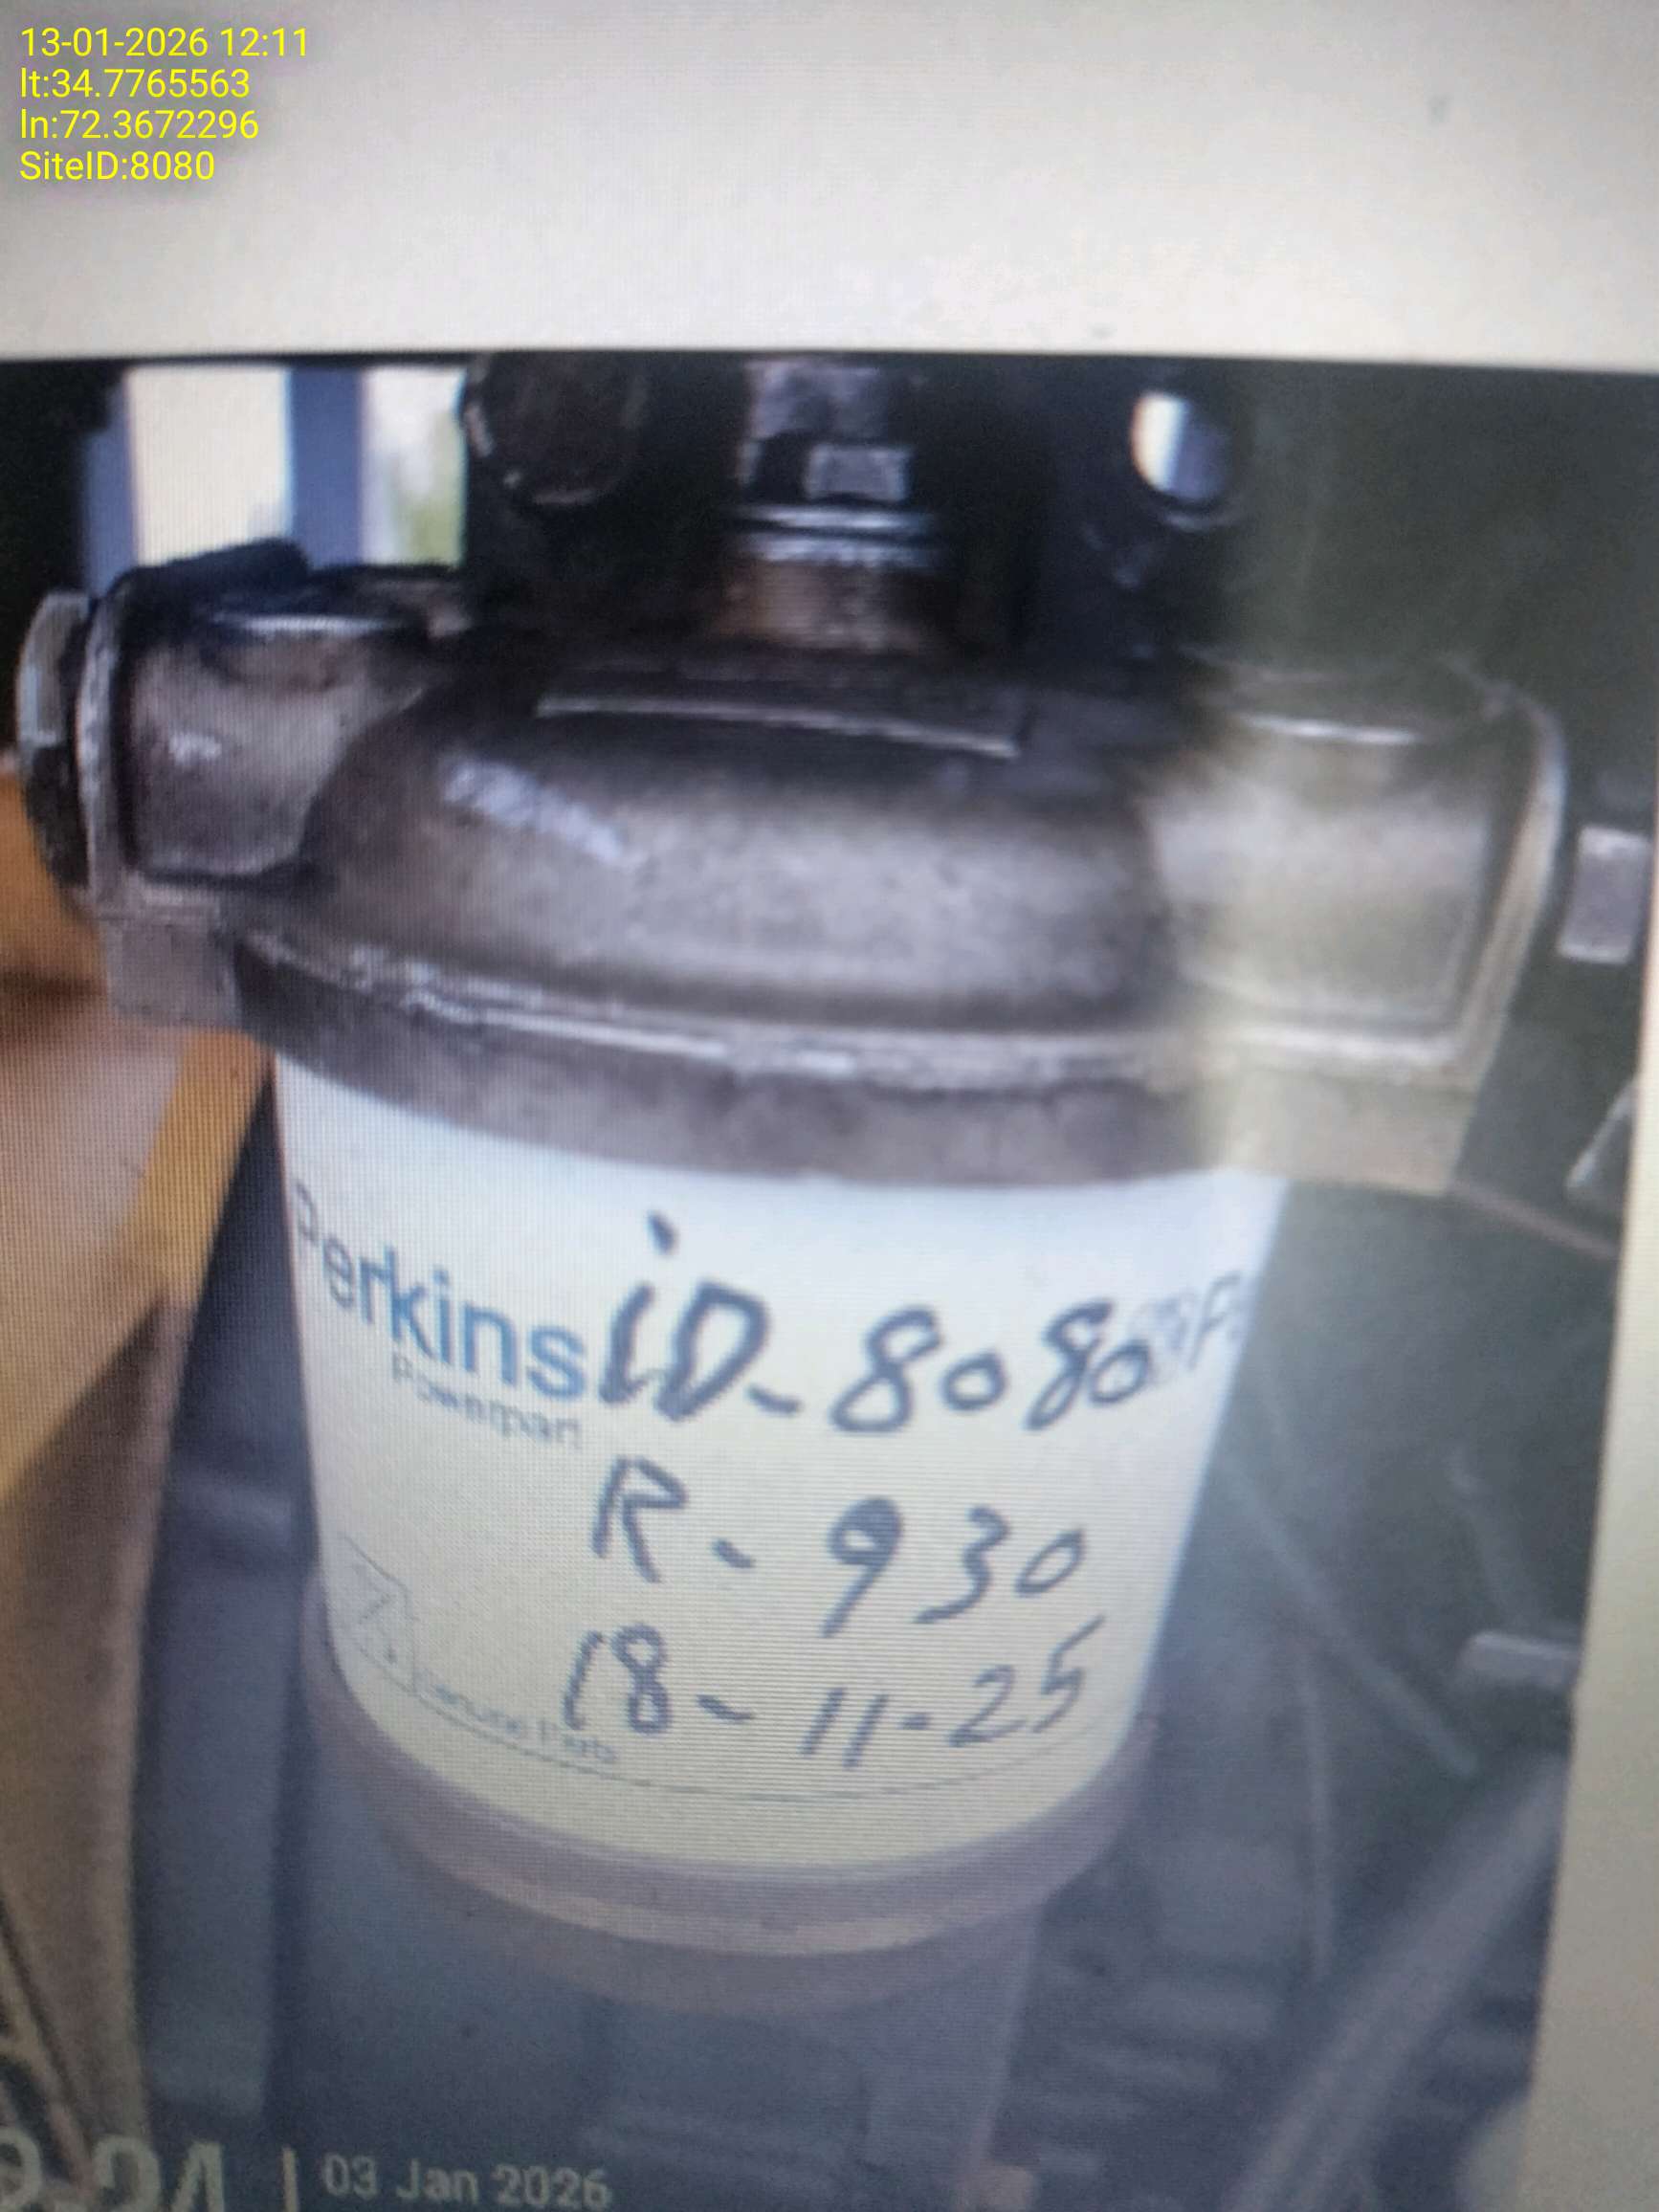 13-01-2026 12:11
lt:34.7765563
ln:72.3672296
SiteID:8080
Perkins
Powerpart
iD-8080
R-930
18-11-25
03 Jan 2026